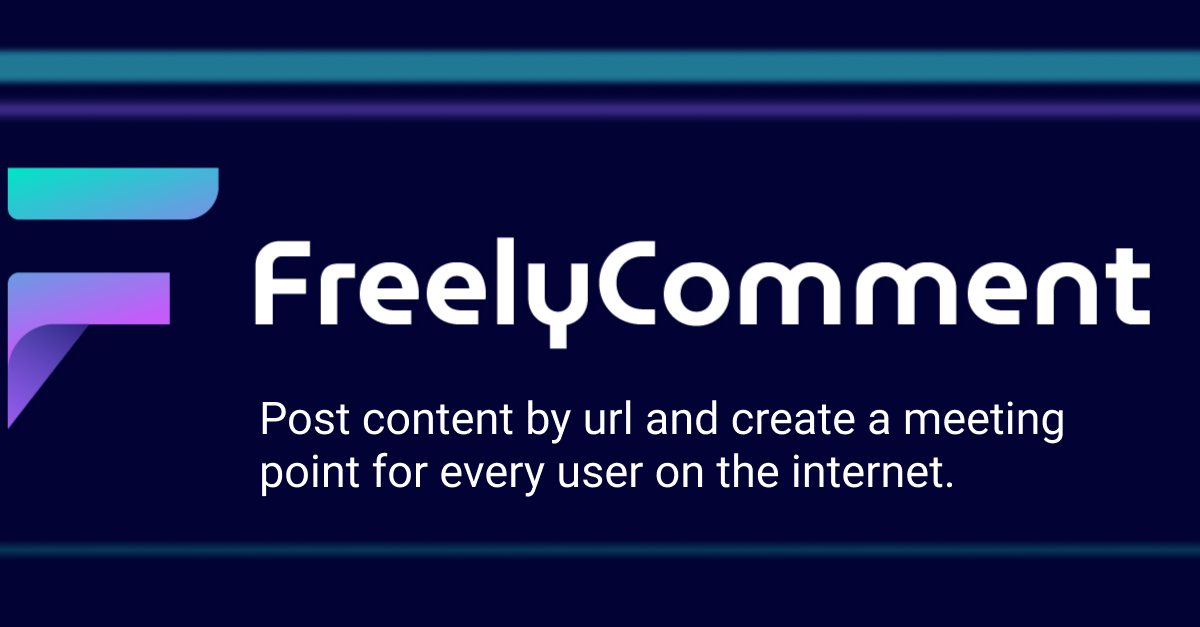 FreelyComment
Post content by url and create a meeting
point for every user on the internet.